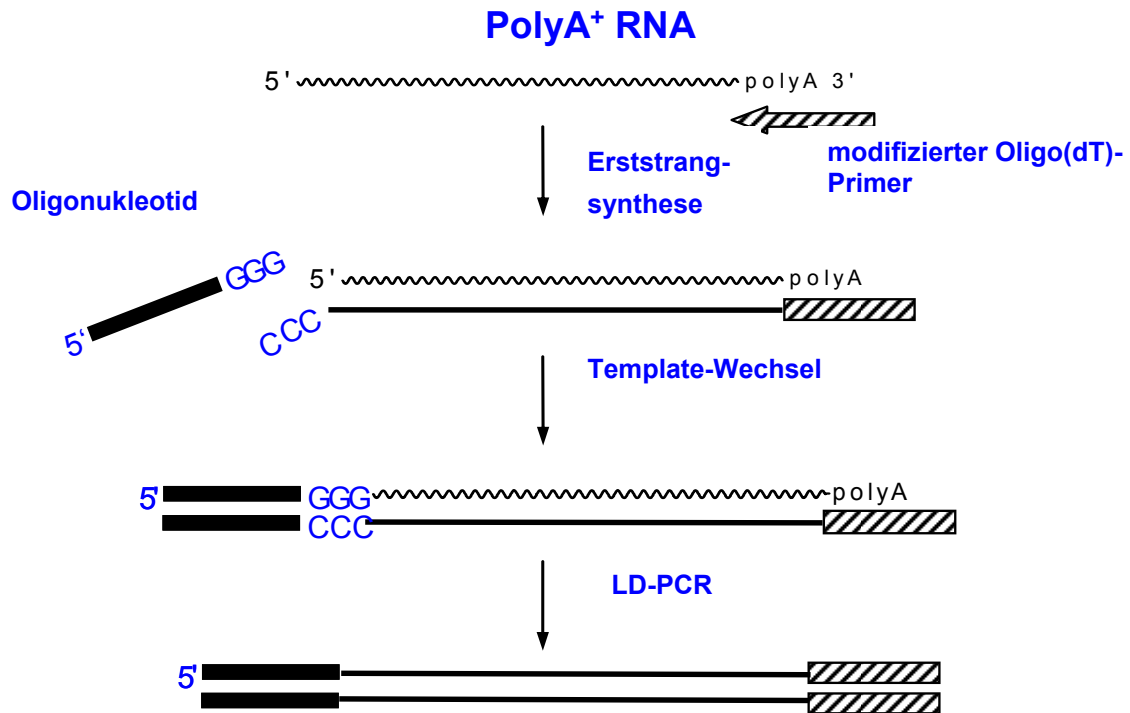 PolyA⁺ RNA
5' polyA 3'
Erststrang-
synthese
modifizierter Oligo(dT)-
Primer
Oligonukleotid
5' GGG
5' polyA
CCC
Template-Wechsel
5' GGG polyA
CCC
LD-PCR
5'